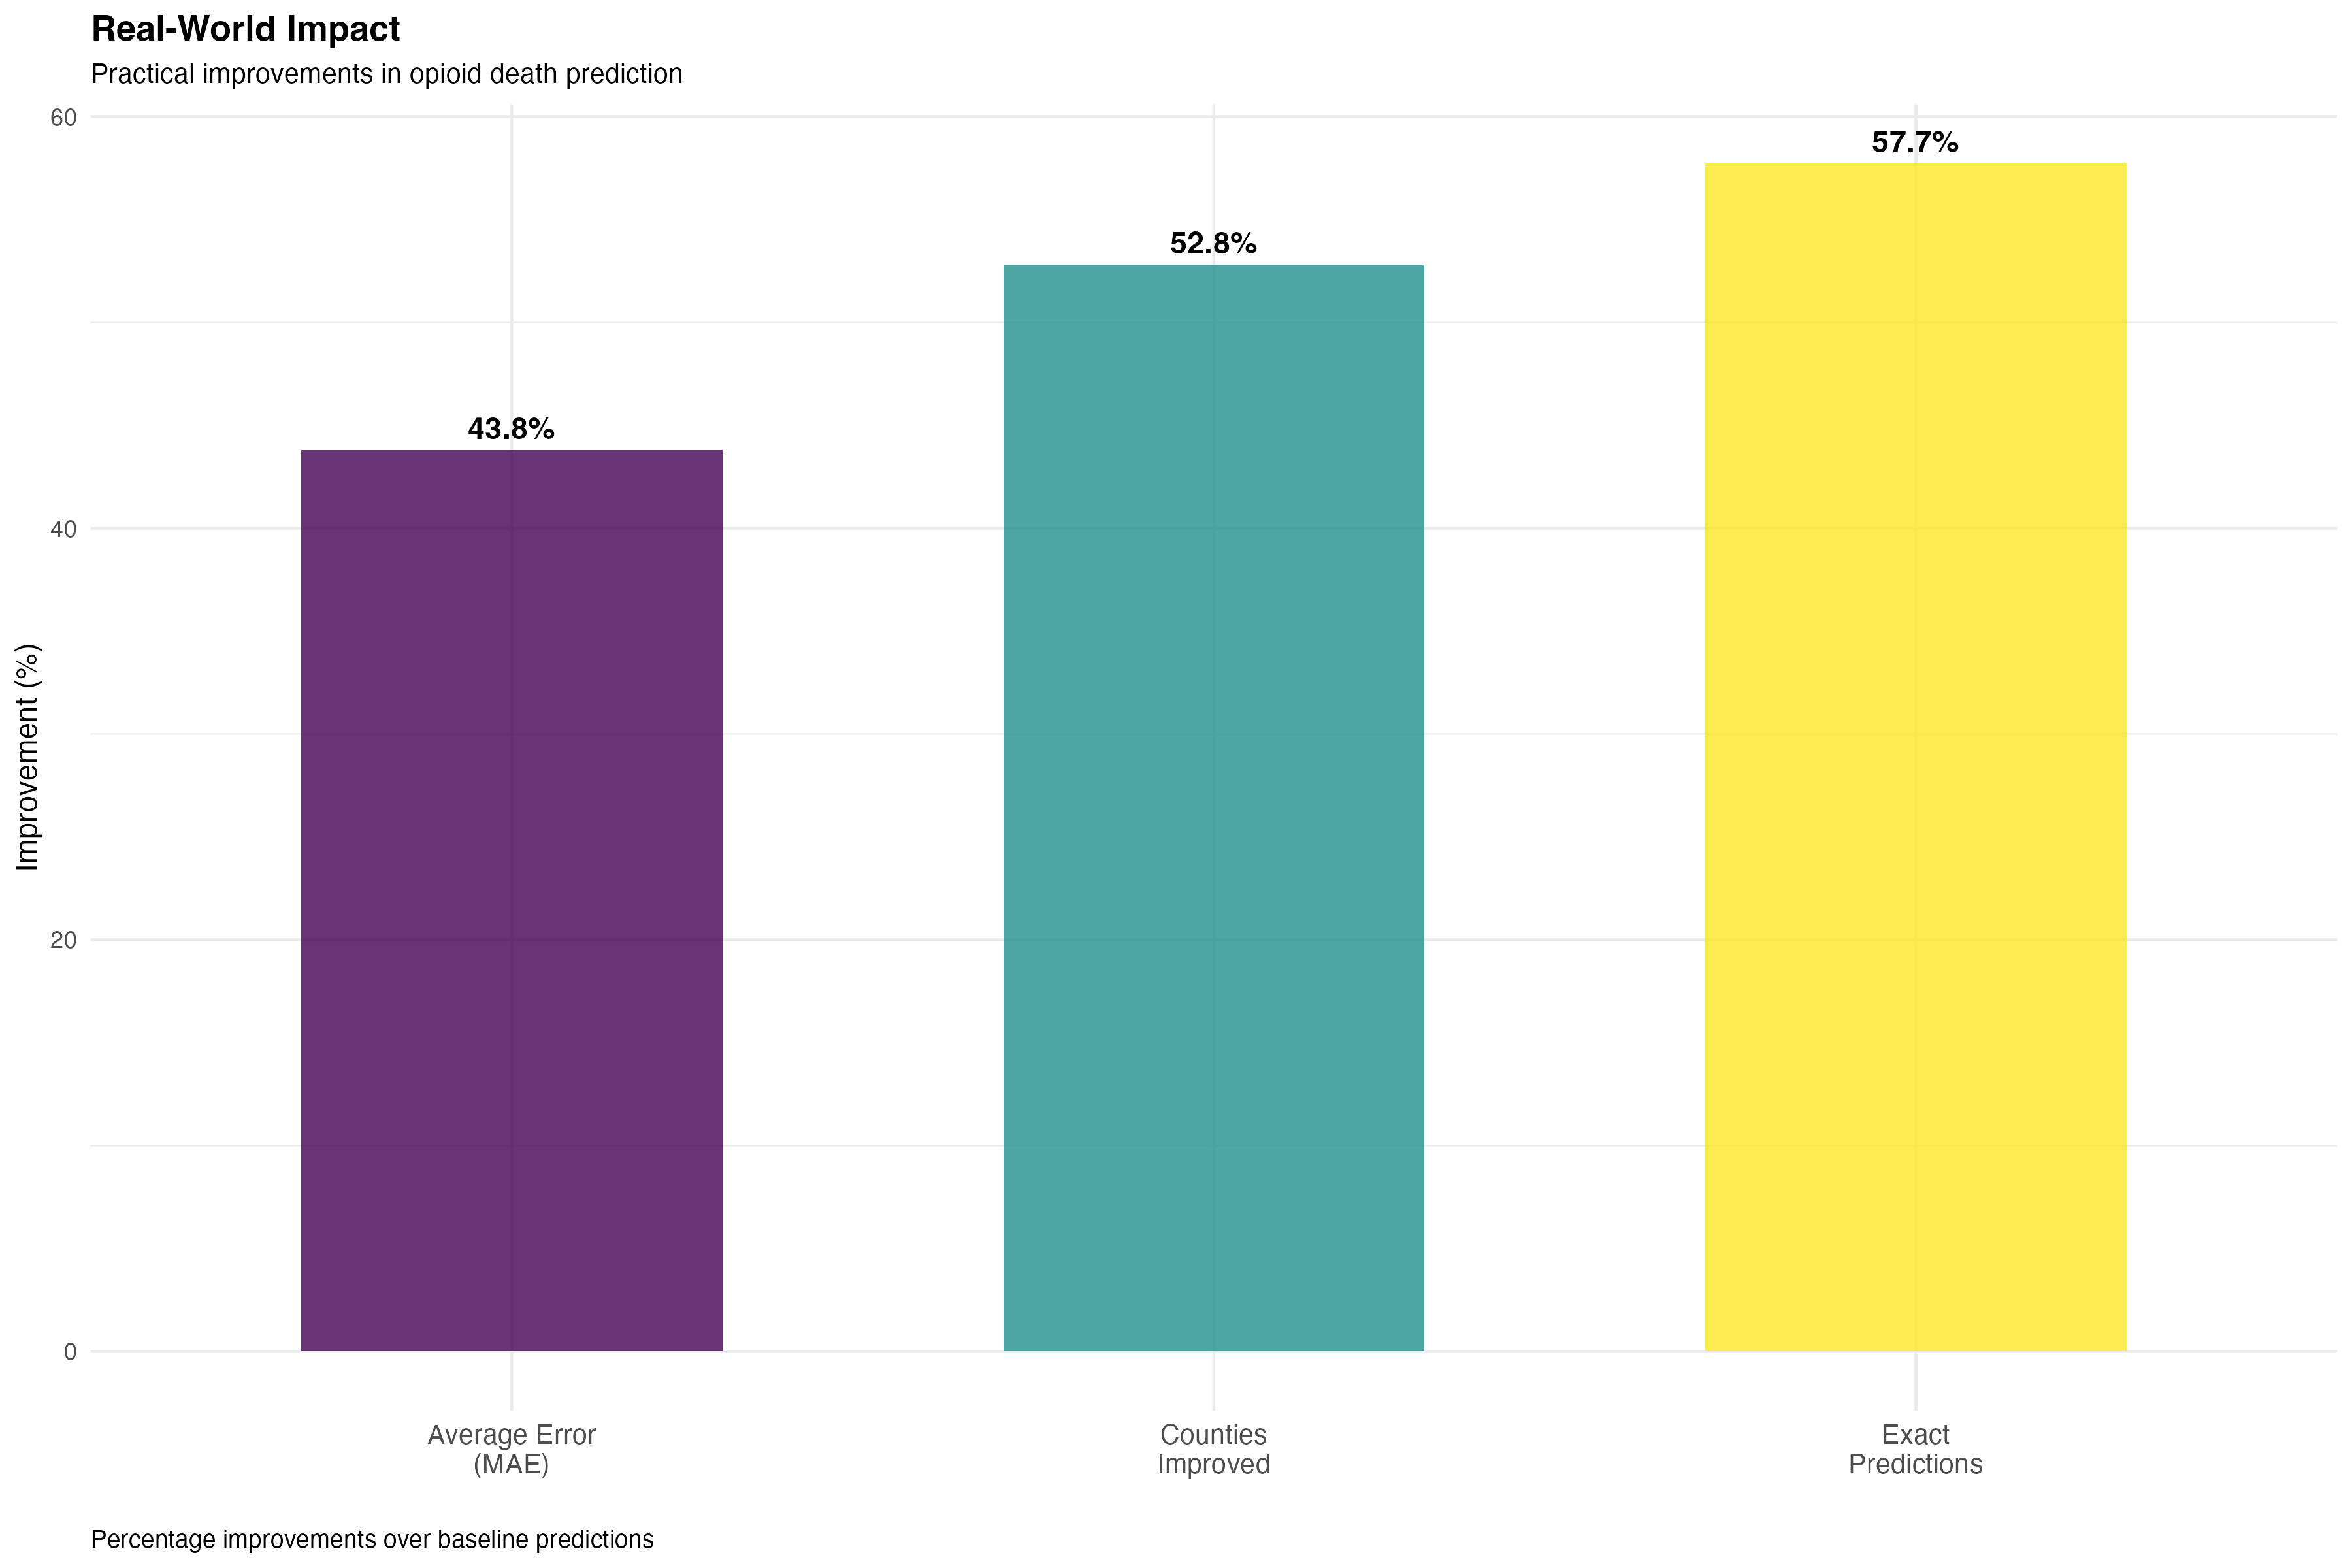 Real-World Impact
Practical improvements in opioid death prediction
60
57.7%
52.8%
43.8%
40
Improvement (%)
20
0
Average Error
(MAE)
Counties
Improved
Exact
Predictions
Percentage improvements over baseline predictions